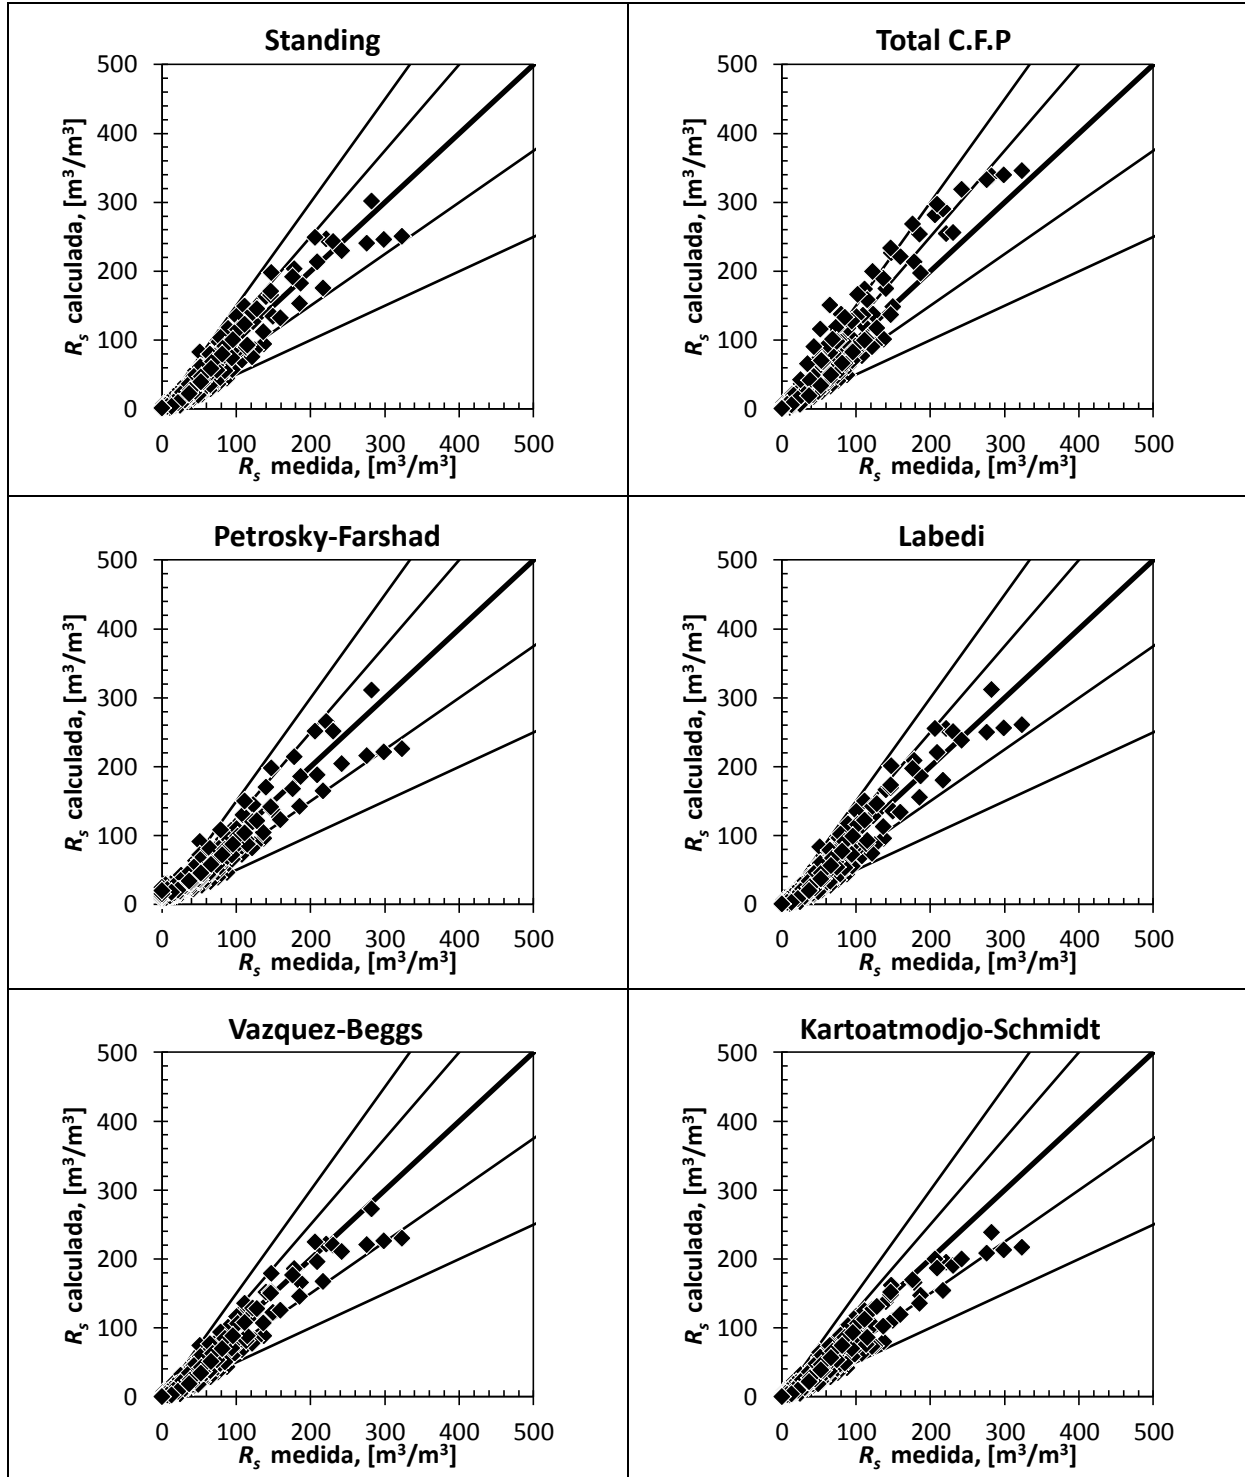 Standing
500
400
300
200
100
0
R_s calculada, [m³/m³]
0 100 200 300 400 500
R_s medida, [m³/m³]
Total C.F.P
500
400
300
200
100
0
R_s calculada, [m³/m³]
0 100 200 300 400 500
R_s medida, [m³/m³]
Petrosky-Farshad
500
400
300
200
100
0
R_s calculada, [m³/m³]
0 100 200 300 400 500
R_s medida, [m³/m³]
Labedi
500
400
300
200
100
0
R_s calculada, [m³/m³]
0 100 200 300 400 500
R_s medida, [m³/m³]
Vazquez-Beggs
500
400
300
200
100
0
R_s calculada, [m³/m³]
0 100 200 300 400 500
R_s medida, [m³/m³]
Kartoatmodjo-Schmidt
500
400
300
200
100
0
R_s calculada, [m³/m³]
0 100 200 300 400 500
R_s medida, [m³/m³]